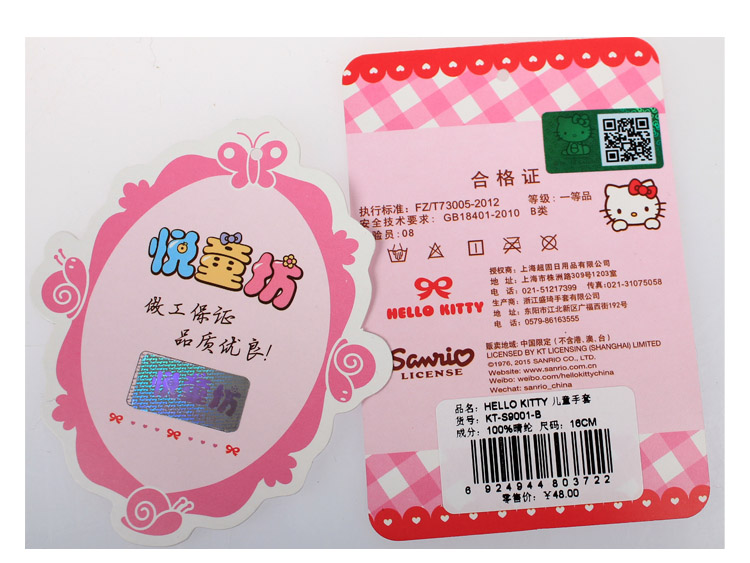 悦童坊
做工保证
品质优良!
悦童坊
合格证
执行标准: FZ/T73005-2012 等级: 一等品
安全技术要求: GB18401-2010 B类
验员: 08
HELLO KITTY
授权商: 上海超囡日用品有限公司
地 址: 上海市株洲路309号1203室
电 话: 021-51217399 传真:021-31075058
生产商: 浙江盛琦手套有限公司
地 址: 东阳市江北新区广福西街192号
电 话: 0579-86163555
Sanrio
LICENSE
贩卖地域: 中国限定 (不含港,澳,台)
LICENSED BY KT LICENSING (SHANGHAI) LIMITED
©1976, 2015 SANRIO CO., LTD.
Website: www.sanrio.com.cn
Weibo: weibo.com/hellokittychina
Wechat: sanrio_china
品名: HELLO KITTY 儿童手套
货号: KT-S9001-B
成分: 100%晴纶 尺码: 16CM
6 924944 803722
零售价: ¥48.00